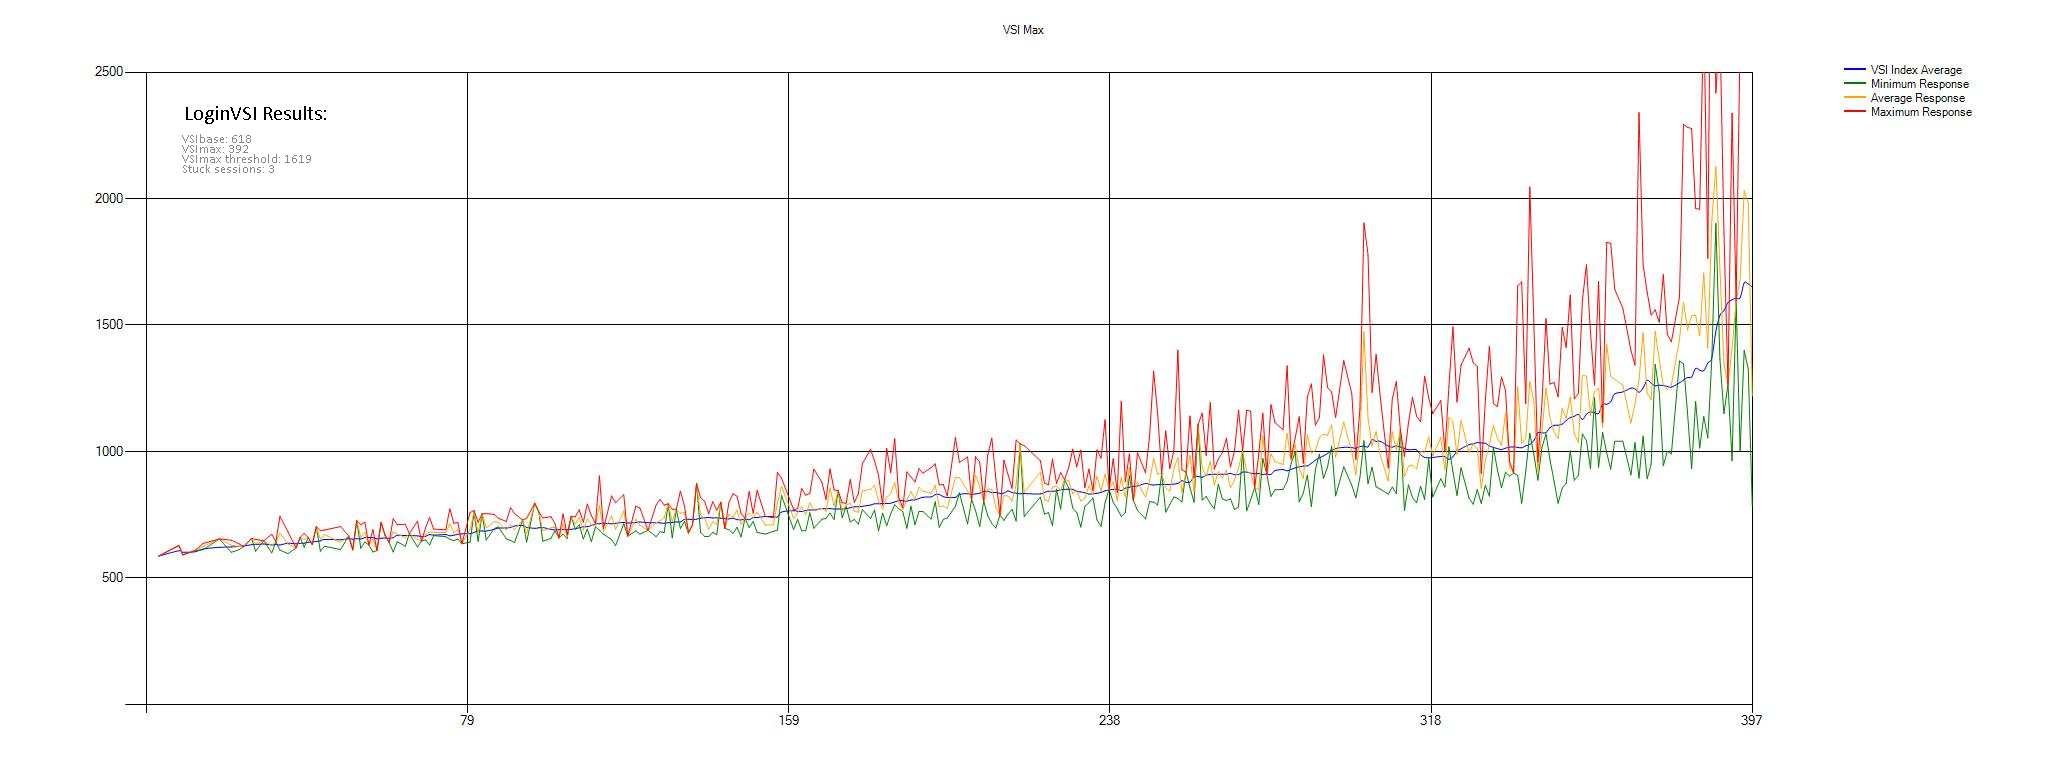 VSI Max
2500
2000
1500
1000
500
LoginVSI Results:
VSIbase: 618
VSImax: 392
VSImax threshold: 1619
Stuck sessions: 3
VSI Index Average
Minimum Response
Average Response
Maximum Response
79
159
238
318
397